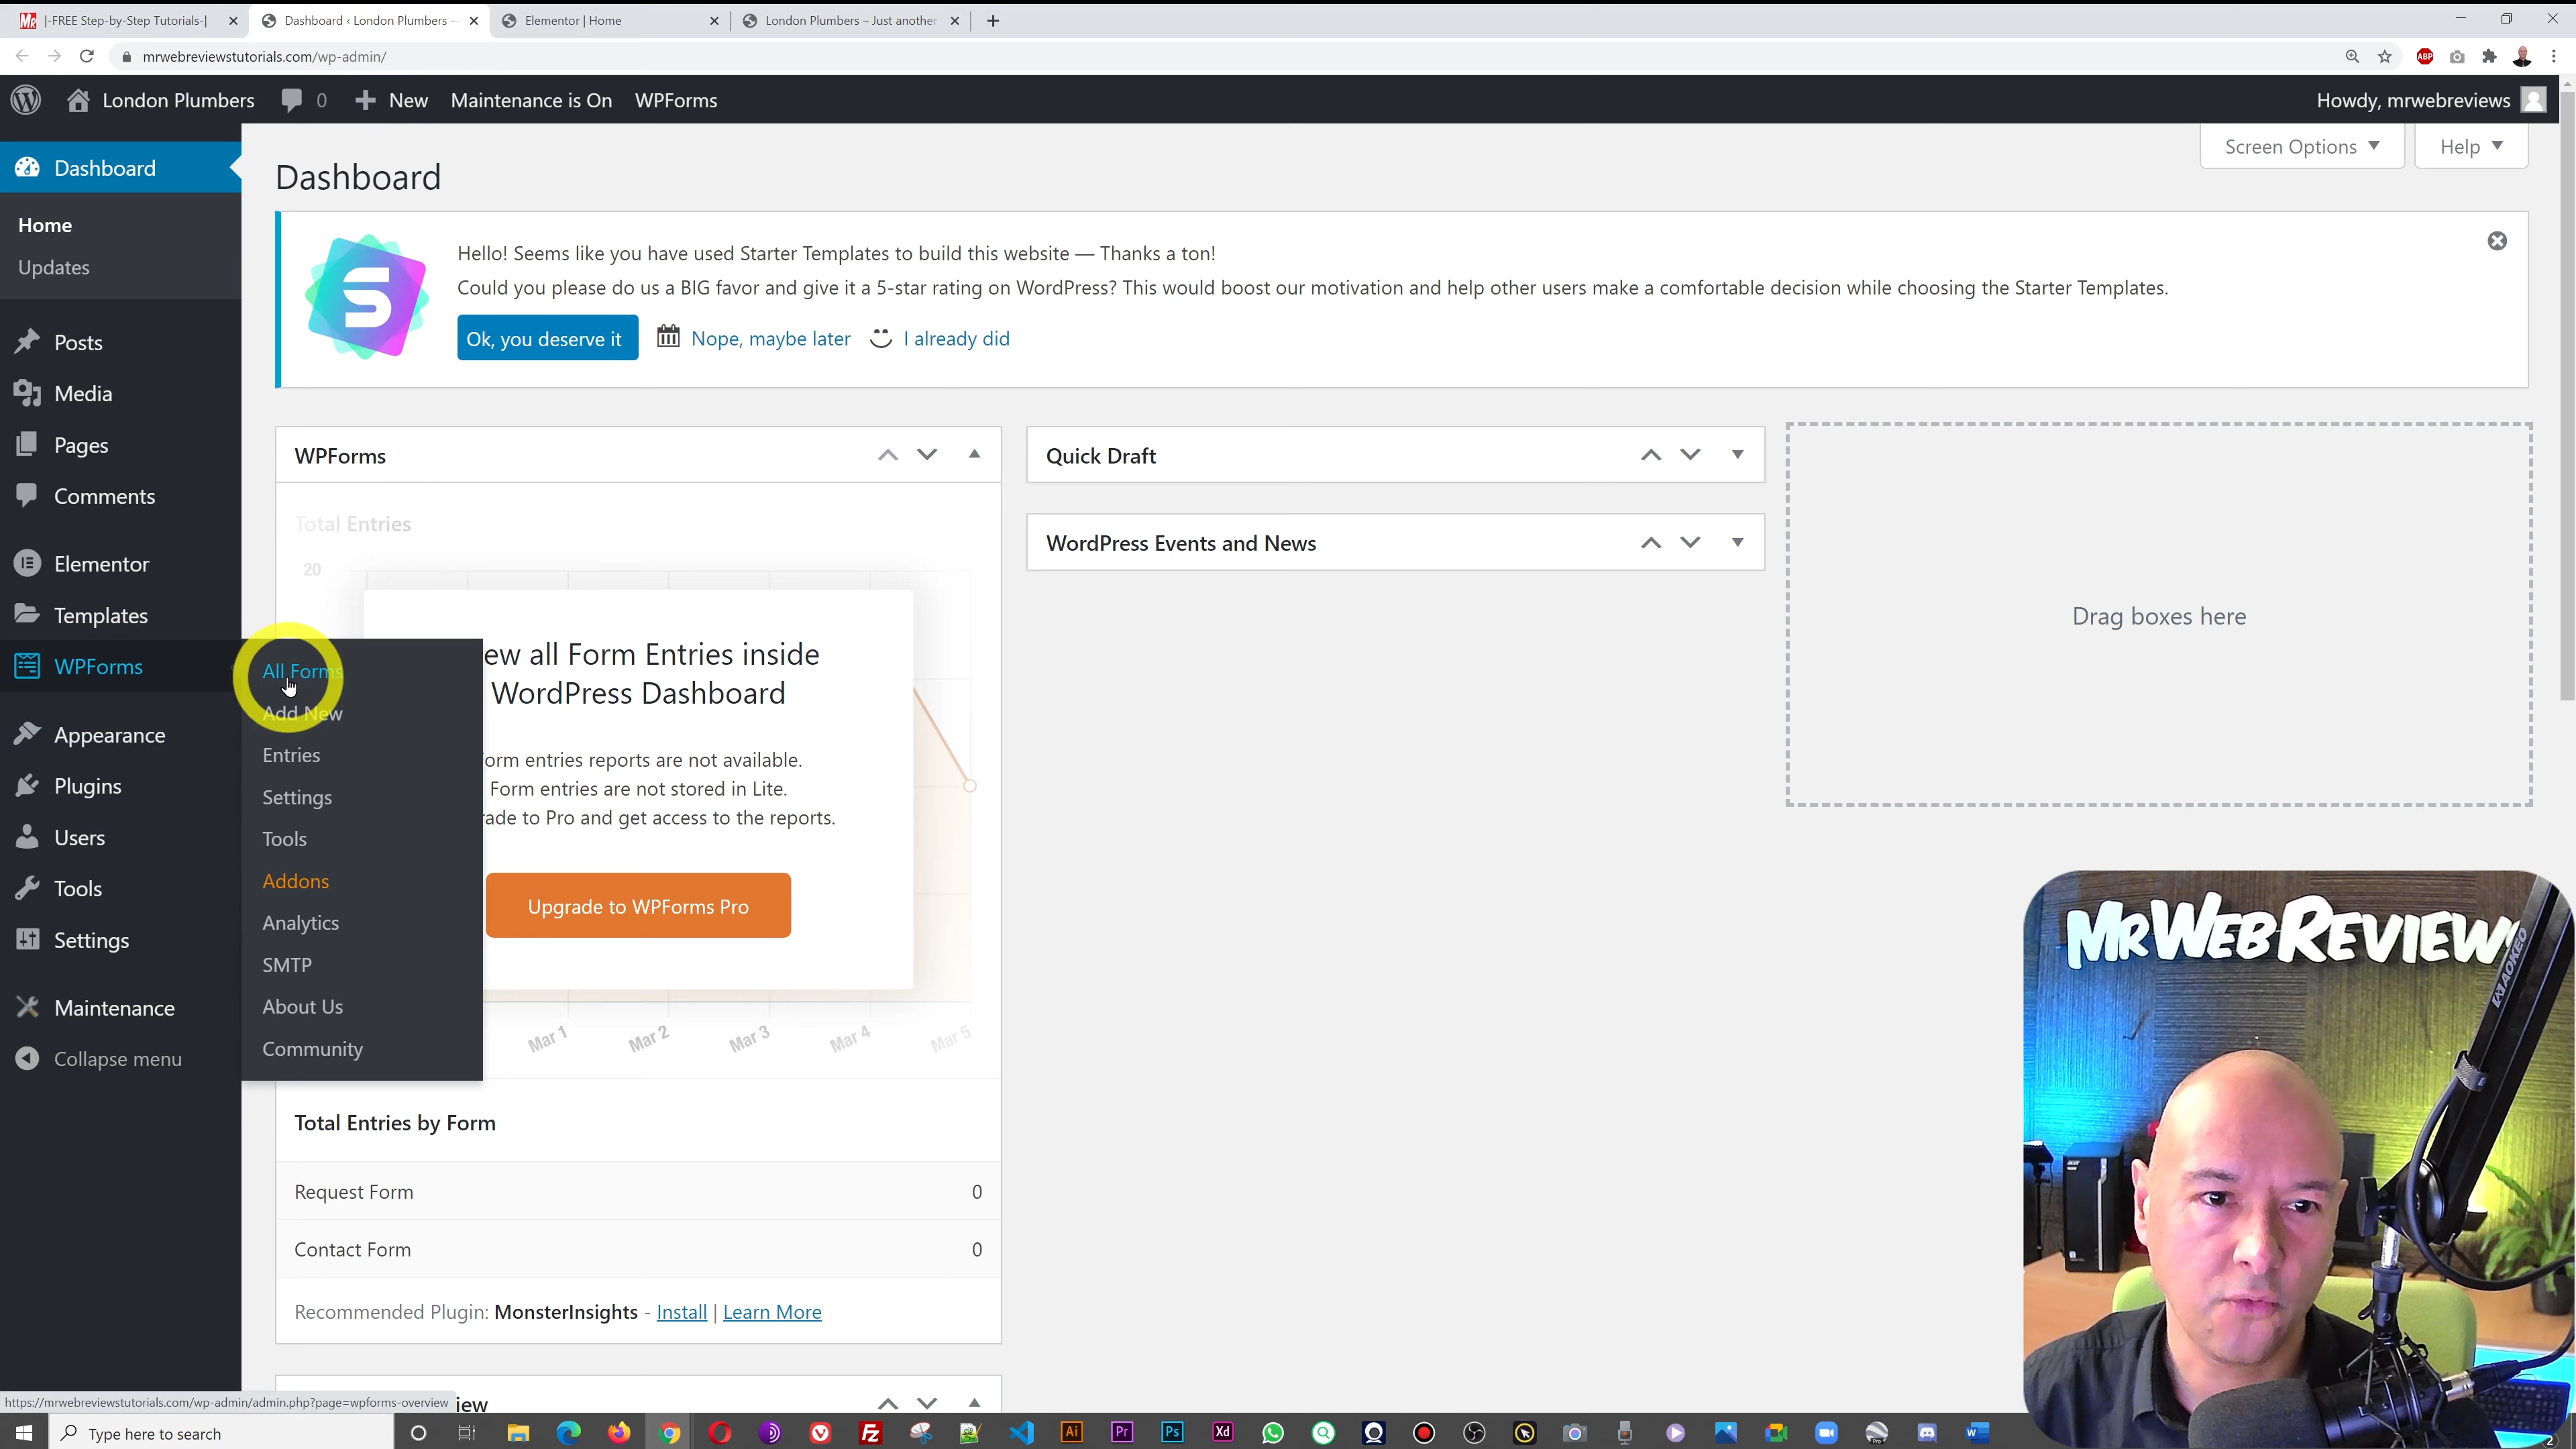 |-FREE Step-by-Step Tutorials-|
Dashboard ‹ London Plumbers —
Elementor | Home
London Plumbers – Just another
mrwebreviewstutorials.com/wp-admin/
ABP
London Plumbers
0
New
Maintenance is On
WPForms
Howdy, mrwebreviews
Dashboard
Home
Updates
Posts
Media
Pages
Comments
Elementor
Templates
WPForms
Appearance
Plugins
Users
Tools
Settings
Maintenance
Collapse menu
All Forms
Add New
Entries
Settings
Tools
Addons
Analytics
SMTP
About Us
Community
Screen Options
Help
Dashboard
Hello! Seems like you have used Starter Templates to build this website — Thanks a ton!
Could you please do us a BIG favor and give it a 5-star rating on WordPress? This would boost our motivation and help other users make a comfortable decision while choosing the Starter Templates.
Ok, you deserve it
Nope, maybe later
I already did
WPForms
Total Entries
20
ew all Form Entries inside
WordPress Dashboard
orm entries reports are not available.
Form entries are not stored in Lite.
rade to Pro and get access to the reports.
Upgrade to WPForms Pro
Mar 1
Mar 2
Mar 3
Mar 4
Mar 5
Total Entries by Form
Request Form 0
Contact Form 0
Recommended Plugin: MonsterInsights - Install | Learn More
Quick Draft
WordPress Events and News
Drag boxes here
MRWEBREVIEW
https://mrwebreviewstutorials.com/wp-admin/admin.php?page=wpforms-overview
iew
Type here to search